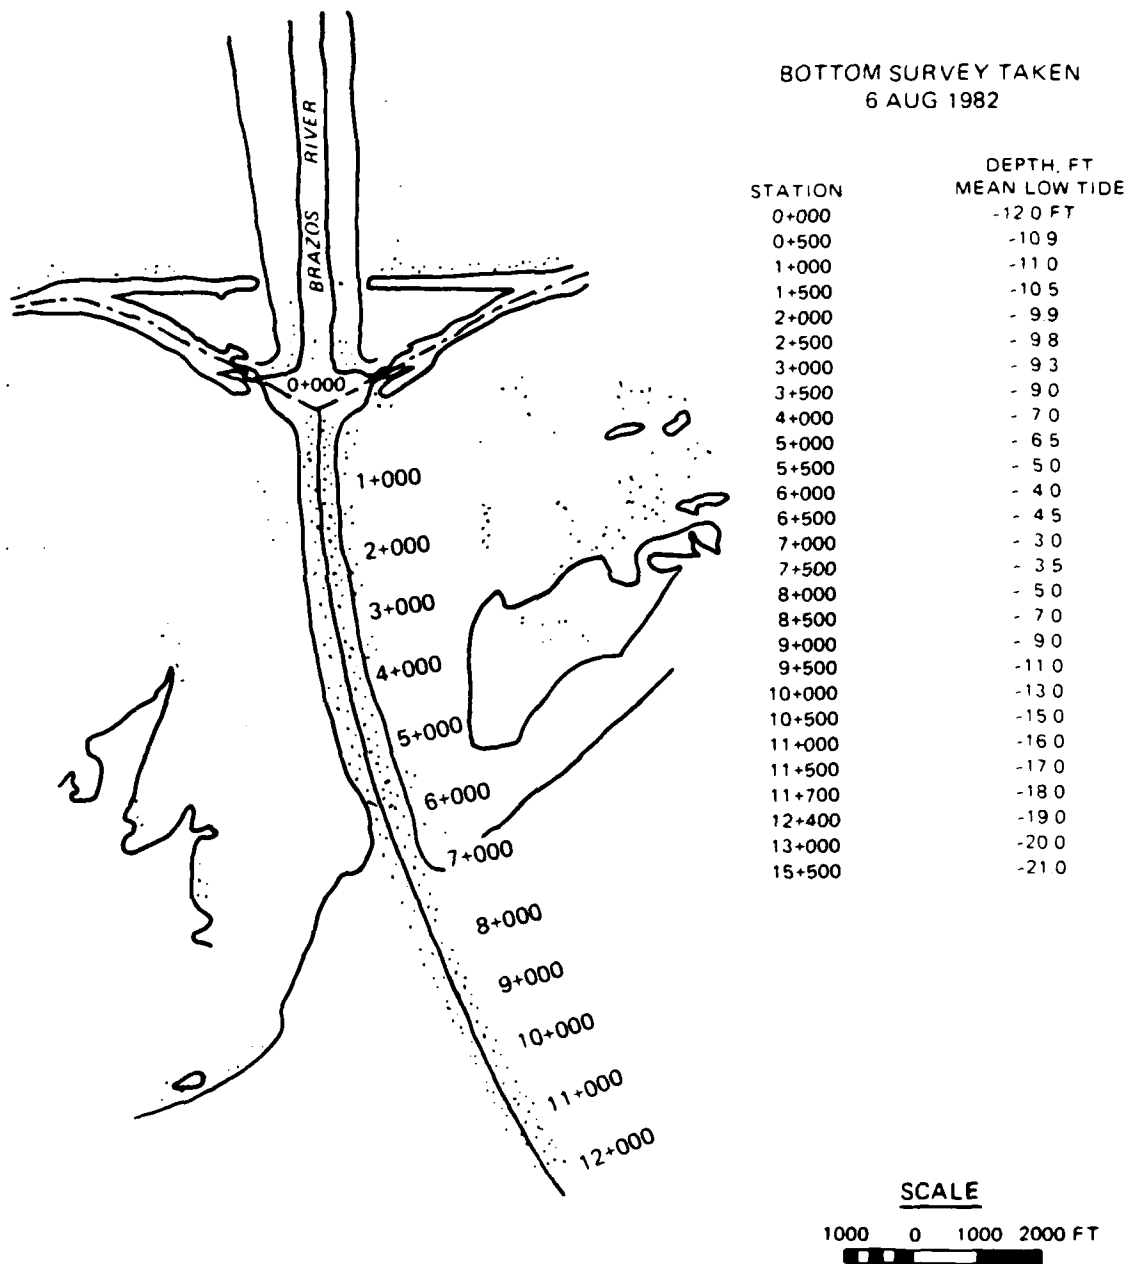 BOTTOM SURVEY TAKEN
6 AUG 1982
DEPTH, FT
STATION MEAN LOW TIDE
0+000 -12 0 FT
0+500 -10 9
1+000 -11 0
1+500 -10 5
2+000 - 9 9
2+500 - 9 8
3+000 - 9 3
3+500 - 9 0
4+000 - 7 0
5+000 - 6 5
5+500 - 5 0
6+000 - 4 0
6+500 - 4 5
7+000 - 3 0
7+500 - 3 5
8+000 - 5 0
8+500 - 7 0
9+000 - 9 0
9+500 -11 0
10+000 -13 0
10+500 -15 0
11+000 -16 0
11+500 -17 0
11+700 -18 0
12+400 -19 0
13+000 -20 0
15+500 -21 0
BRAZOS RIVER
0+000
1+000
2+000
3+000
4+000
5+000
6+000
7+000
8+000
9+000
10+000
11+000
12+000
SCALE
1000 0 1000 2000 FT